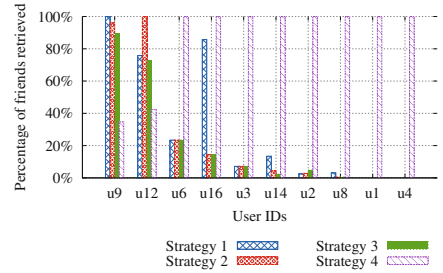 Percentage of friends retrieved
100%
80%
60%
40%
20%
0%
u9 u12 u6 u16 u3 u14 u2 u8 u1 u4
User IDs
Strategy 1 Strategy 3
Strategy 2 Strategy 4